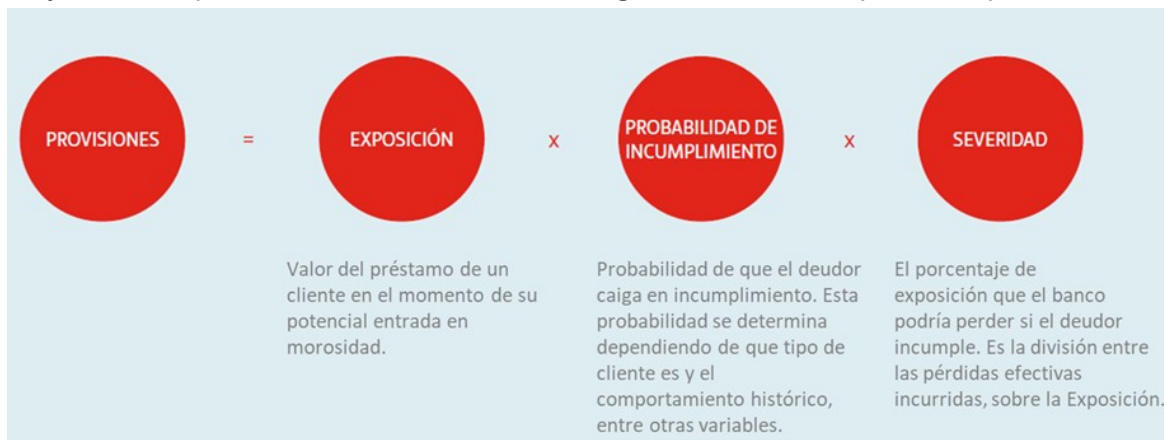 PROVISIONES
=
EXPOSICIÓN
x
PROBABILIDAD DE
INCUMPLIMIENTO
x
SEVERIDAD
Valor del préstamo de un
cliente en el momento de su
potencial entrada en
morosidad.
Probabilidad de que el deudor
caiga en incumplimiento. Esta
probabilidad se determina
dependiendo de que tipo de
cliente es y el
comportamiento histórico,
entre otras variables.
El porcentaje de
exposición que el banco
podría perder si el deudor
incumple. Es la división entre
las pérdidas efectivas
incurridas, sobre la Exposición.